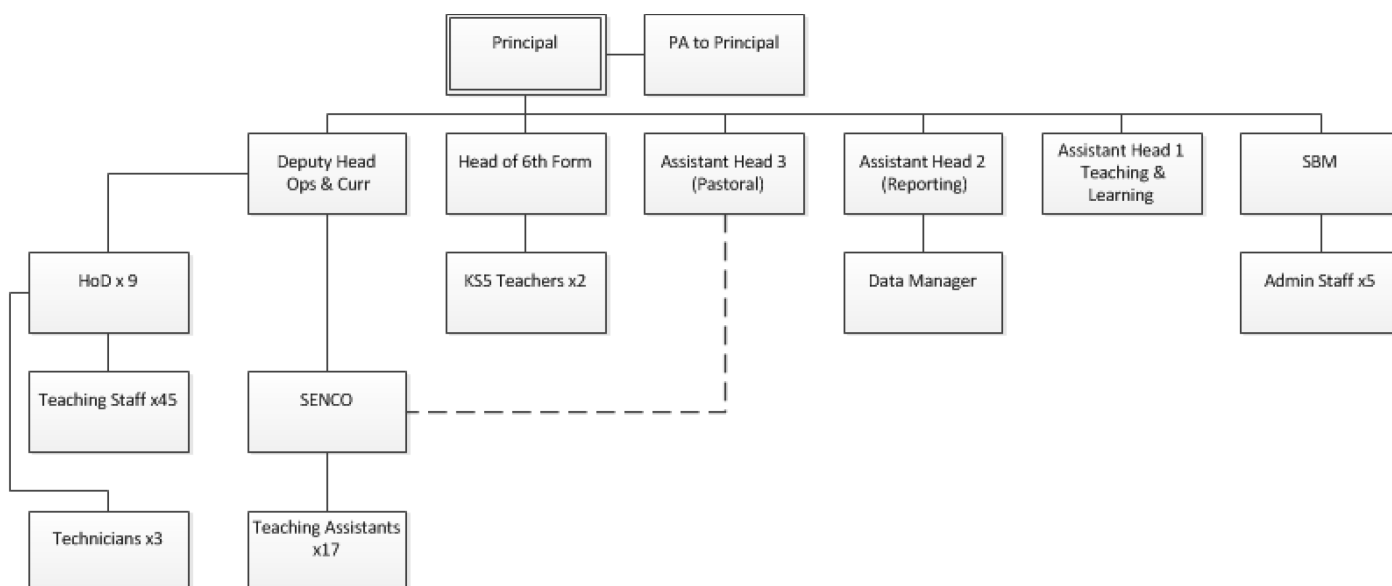 Principal
PA to Principal
Deputy Head
Ops & Curr
Head of 6th Form
Assistant Head 3
(Pastoral)
Assistant Head 2
(Reporting)
Assistant Head 1
Teaching &
Learning
SBM
HoD x 9
KS5 Teachers x2
Data Manager
Admin Staff x5
Teaching Staff x45
SENCO
Technicians x3
Teaching Assistants
x17